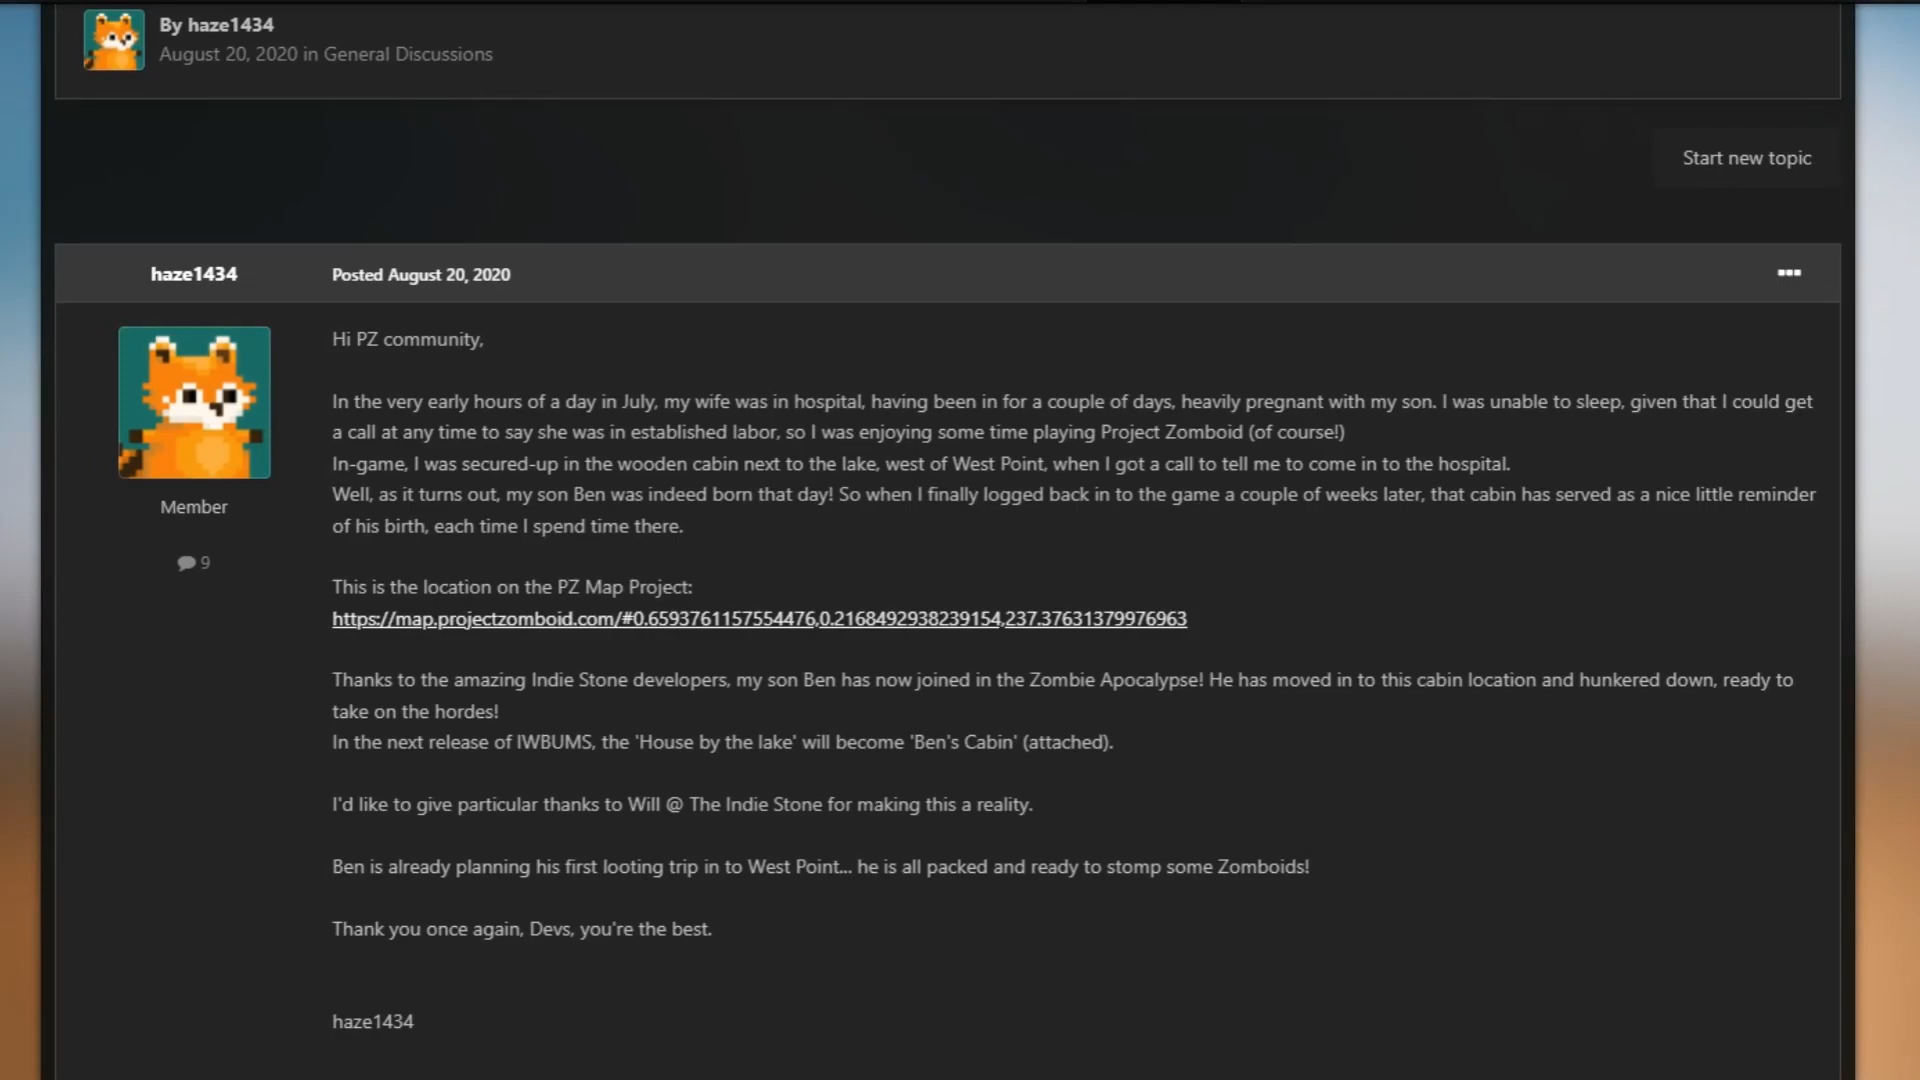 By haze1434
August 20, 2020 in General Discussions
Start new topic
haze1434
Posted August 20, 2020
Member
9
Hi PZ community,
In the very early hours of a day in July, my wife was in hospital, having been in for a couple of days, heavily pregnant with my son. I was unable to sleep, given that I could get
a call at any time to say she was in established labor, so I was enjoying some time playing Project Zomboid (of course!)
In-game, I was secured-up in the wooden cabin next to the lake, west of West Point, when I got a call to tell me to come in to the hospital.
Well, as it turns out, my son Ben was indeed born that day! So when I finally logged back in to the game a couple of weeks later, that cabin has served as a nice little reminder
of his birth, each time I spend time there.
This is the location on the PZ Map Project:
https://map.projectzomboid.com/#0.6593761157554476,0.2168492938239154,237.37631379976963
Thanks to the amazing Indie Stone developers, my son Ben has now joined in the Zombie Apocalypse! He has moved in to this cabin location and hunkered down, ready to
take on the hordes!
In the next release of IWBUMS, the 'House by the lake' will become 'Ben's Cabin' (attached).
I'd like to give particular thanks to Will @ The Indie Stone for making this a reality.
Ben is already planning his first looting trip in to West Point... he is all packed and ready to stomp some Zomboids!
Thank you once again, Devs, you're the best.
haze1434